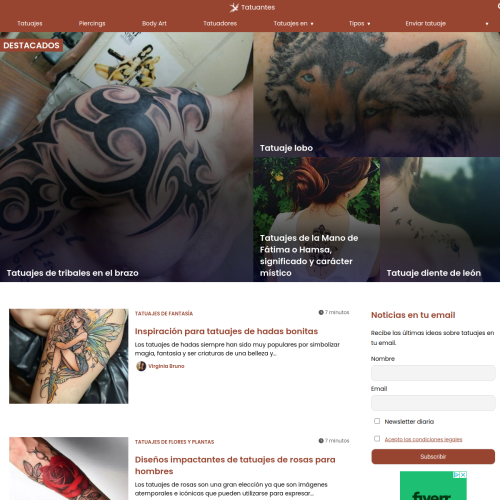 Tatuantes
Tatuajes
Piercings
Body Art
Tatuadores
Tatuajes en ▾
Tipos ▾
Enviar tatuaje
▾
DESTACADOS
Tatuajes de tribales en el brazo
Tatuaje lobo
Tatuajes de la Mano de
Fátima o Hamsa,
significado y carácter
místico
Tatuaje diente de león
TATUAJES DE FANTASÍA
7 minutos
Inspiración para tatuajes de hadas bonitas
Los tatuajes de hadas siempre han sido muy populares por simbolizar
magia, fantasía y ser criaturas de una belleza y...
Virginia Bruno
TATUAJES DE FLORES Y PLANTAS
7 minutos
Diseños impactantes de tatuajes de rosas para
hombres
Los tatuajes de rosas son una gran elección ya que son imágenes
atemporales e icónicas que pueden utilizarse para expresar...
Noticias en tu email
Recibe las últimas ideas sobre tatuajes en
tu email.
Nombre
Email
Newsletter diaria
Acepto las condiciones legales
Subscribir
fiverr